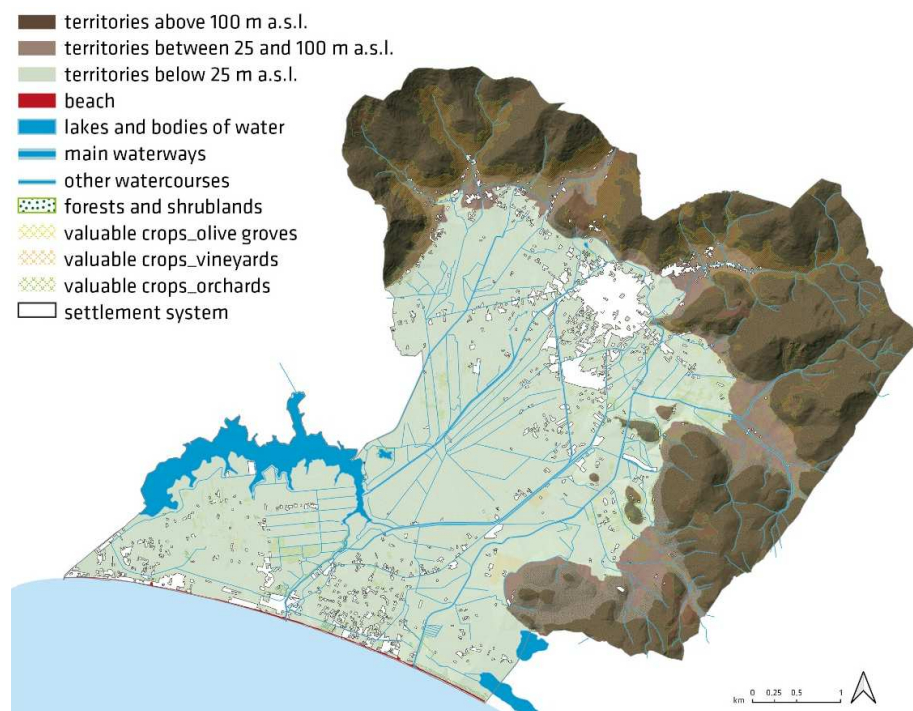 territories above 100 m a.s.l.
territories between 25 and 100 m a.s.l.
territories below 25 m a.s.l.
beach
lakes and bodies of water
main waterways
other watercourses
forests and shrublands
valuable crops_olive groves
valuable crops_vineyards
valuable crops_orchards
settlement system
km 0 0,25 0,5 1